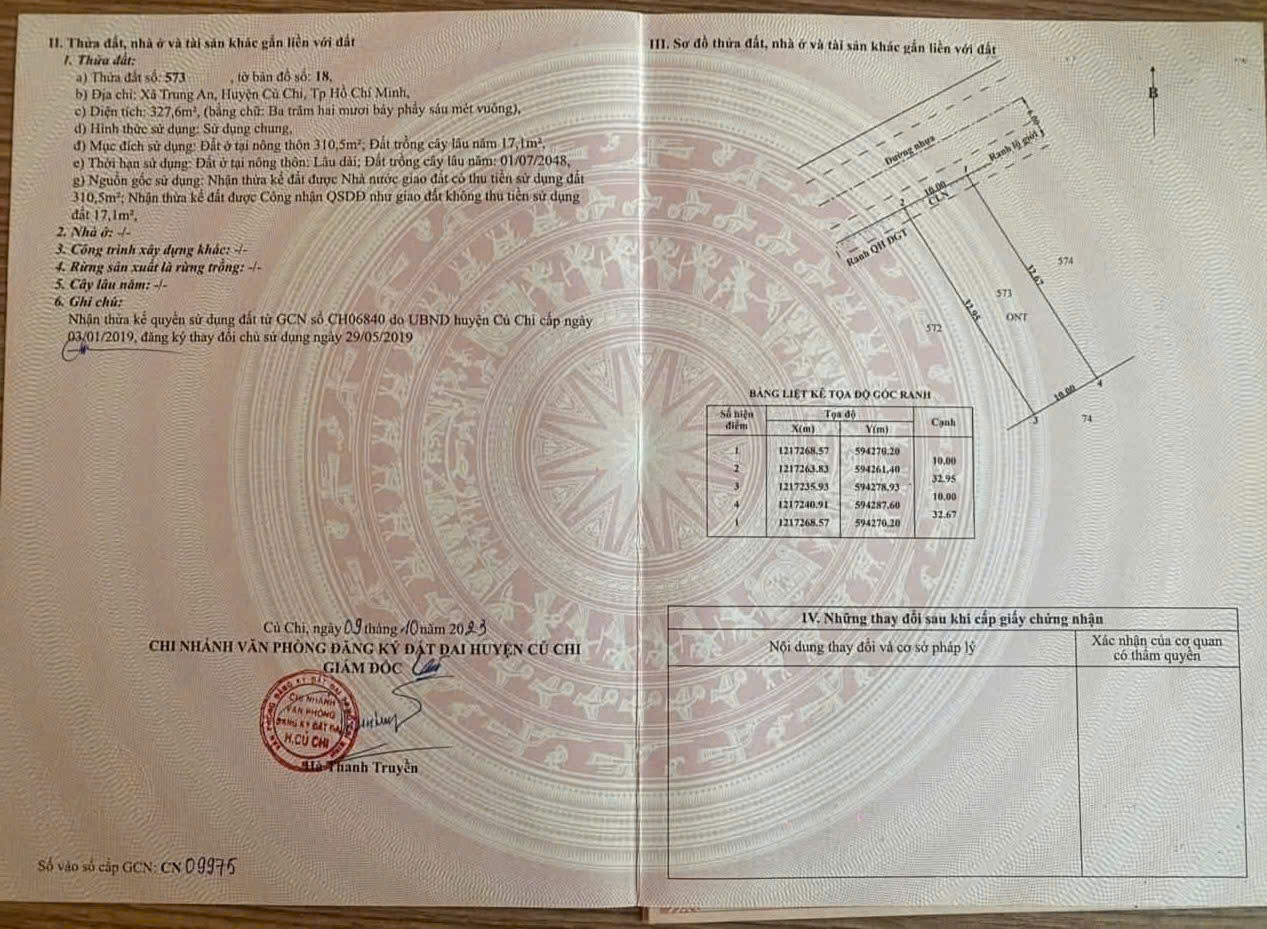 II. Thửa đất, nhà ở và tài sản khác gắn liền với đất
1. Thửa đất:
a) Thửa đất số: 573 , tờ bản đồ số: 18,
b) Địa chỉ: Xã Trung An, Huyện Củ Chi, Tp Hồ Chí Minh,
c) Diện tích: 327,6m², (bằng chữ: Ba trăm hai mươi bảy phẩy sáu mét vuông),
d) Hình thức sử dụng: Sử dụng chung,
đ) Mục đích sử dụng: Đất ở tại nông thôn 310,5m²; Đất trồng cây lâu năm 17,1m²,
e) Thời hạn sử dụng: Đất ở tại nông thôn: Lâu dài; Đất trồng cây lâu năm: 01/07/2048,
g) Nguồn gốc sử dụng: Nhận thừa kế đất được Nhà nước giao đất có thu tiền sử dụng đất
310,5m²; Nhận thừa kế đất được Công nhận QSDĐ như giao đất không thu tiền sử dụng
đất 17,1m²,
2. Nhà ở: -/-
3. Công trình xây dựng khác: -/-
4. Rừng sản xuất là rừng trồng: -/-
5. Cây lâu năm: -/-
6. Ghi chú:
Nhận thừa kế quyền sử dụng đất từ GCN số CH06840 do UBND huyện Củ Chi cấp ngày
03/01/2019, đăng ký thay đổi chủ sử dụng ngày 29/05/2019
Củ Chi, ngày 09 tháng 10 năm 2023
CHI NHÁNH VĂN PHÒNG ĐĂNG KÝ ĐẤT ĐAI HUYỆN CỦ CHI
GIÁM ĐỐC
CHI NHÁNH
VĂN PHÒNG
ĐĂNG KÝ ĐẤT ĐAI
H.CỦ CHI
Hà Thanh Truyền
Số vào sổ cấp GCN: CN 09975
III. Sơ đồ thửa đất, nhà ở và tài sản khác gắn liền với đất
B
6.00
Đường nhựa
Ranh lộ giới
1
10.00
CLN
2
Ranh QH ĐGT
574
32.67
573
ONT
32.95
572
10.00
4
3
74
BẢNG LIỆT KÊ TỌA ĐỘ GÓC RANH
Số hiệu điểm Tọa độ Cạnh
X(m) Y(m)
1 1217268.57 594270.20
10.00
2 1217263.83 594261.40
32.95
3 1217235.93 594278.93
10.00
4 1217240.91 594287.60
32.67
1 1217268.57 594270.20
IV. Những thay đổi sau khi cấp giấy chứng nhận
Nội dung thay đổi và cơ sở pháp lý
Xác nhận của cơ quan
có thẩm quyền